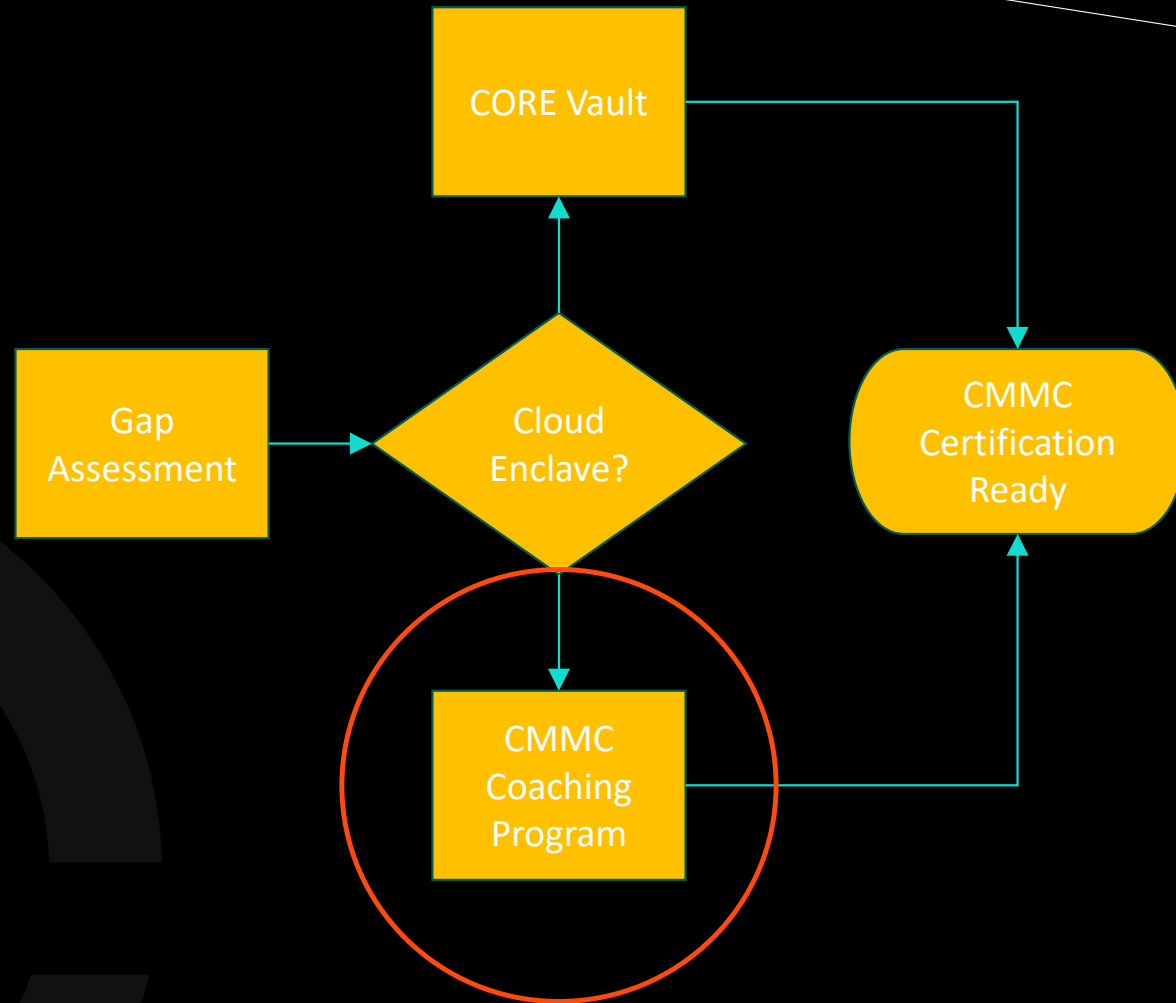 CORE Vault
Gap
Assessment
Cloud
Enclave?
CMMC
Certification
Ready
CMMC
Coaching
Program